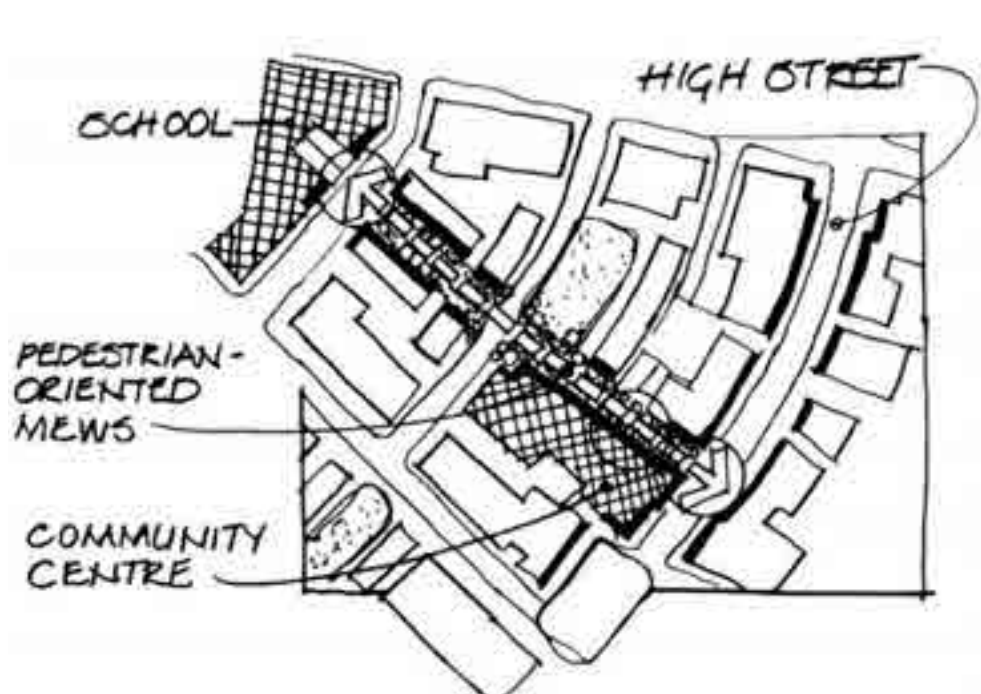 HIGH STREET
SCHOOL
PEDESTRIAN-
ORIENTED
MEWS
COMMUNITY
CENTRE